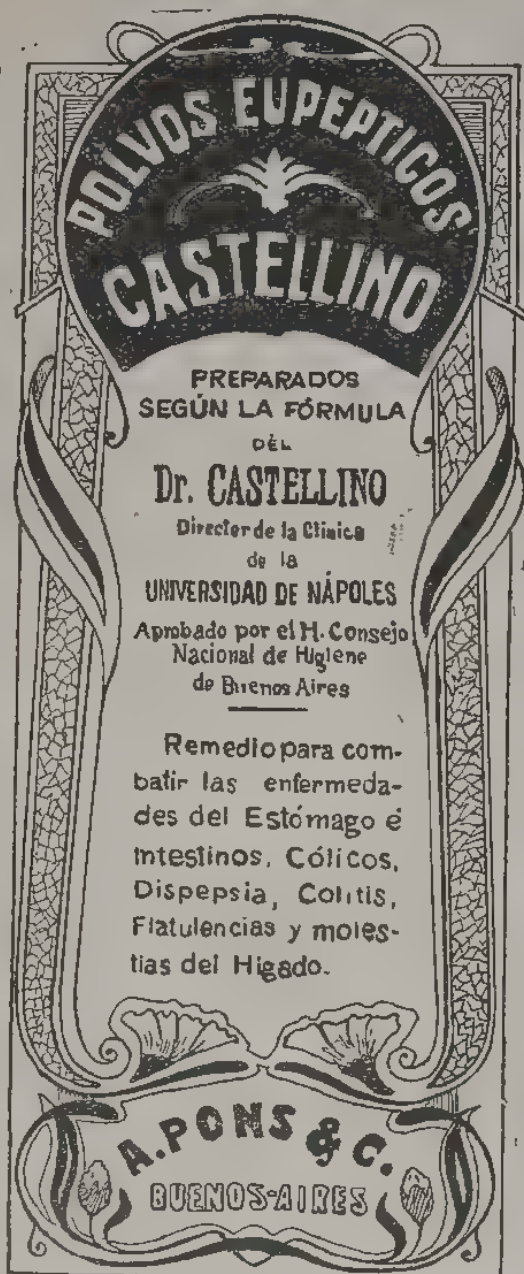 POLVOS EUPEPTICOS
CASTELLINO
PREPARADOS
SEGÚN LA FÓRMULA
DEL
Dr. CASTELLINO
Director de la Clinica
de la
UNIVERSIDAD DE NÁPOLES
Aprobado por el H. Consejo
Nacional de Higiene
de Buenos Aires
Remedio para com-
batir las enfermeda-
des del Estómago é
Intestinos, Cólicos,
Dispepsia, Colitis,
Flatulencias y moles-
tias del Higado.
A. PONS & C.
BUENOS-AIRES